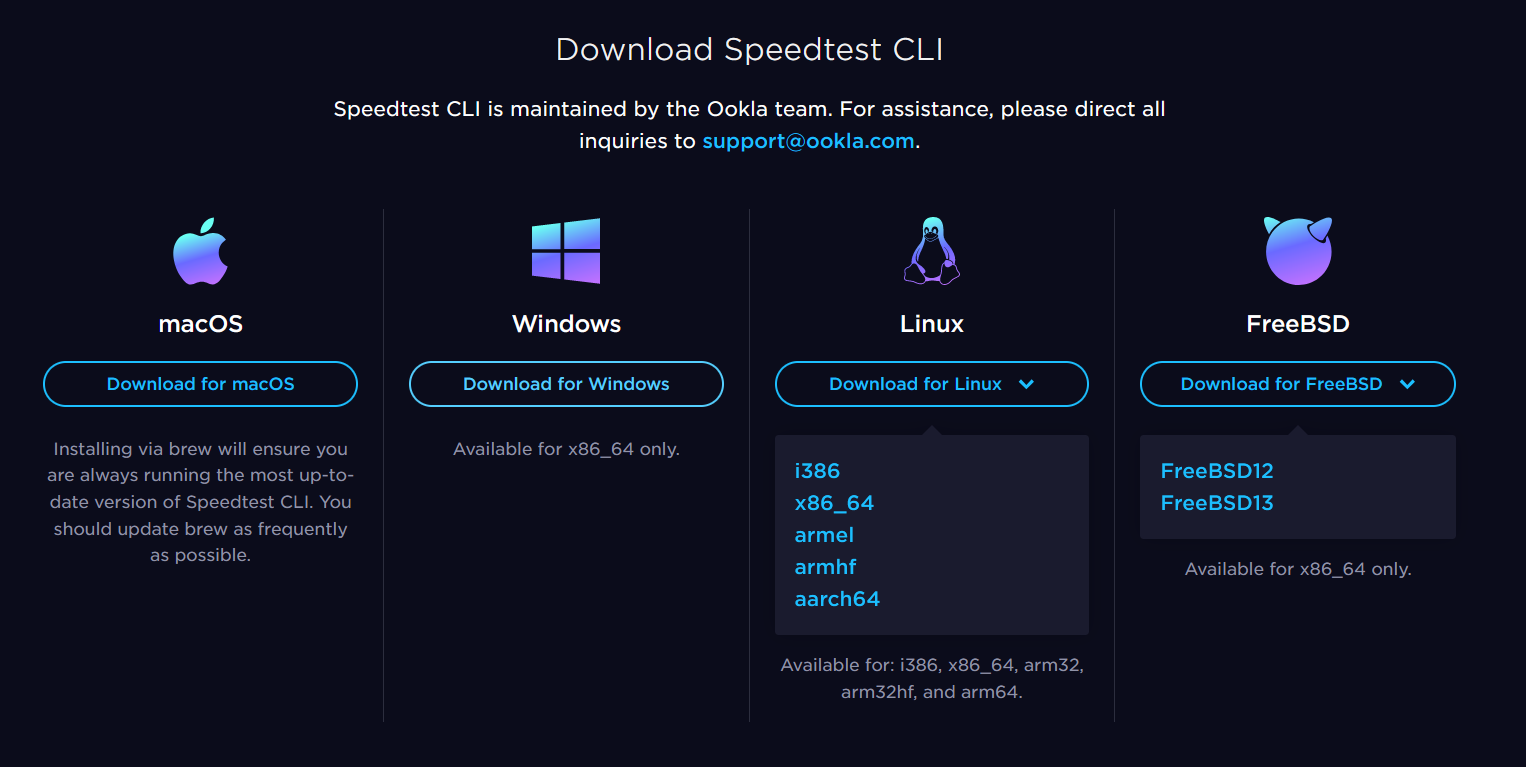 Download Speedtest CLI
Speedtest CLI is maintained by the Ookla team. For assistance, please direct all
inquiries to support@ookla.com.
macOS
Download for macOS
Installing via brew will ensure you
are always running the most up-to-
date version of Speedtest CLI. You
should update brew as frequently
as possible.
Windows
Download for Windows
Available for x86_64 only.
Linux
Download for Linux
i386
x86_64
armel
armhf
aarch64
Available for: i386, x86_64, arm32,
arm32hf, and arm64.
FreeBSD
Download for FreeBSD
FreeBSD12
FreeBSD13
Available for x86_64 only.